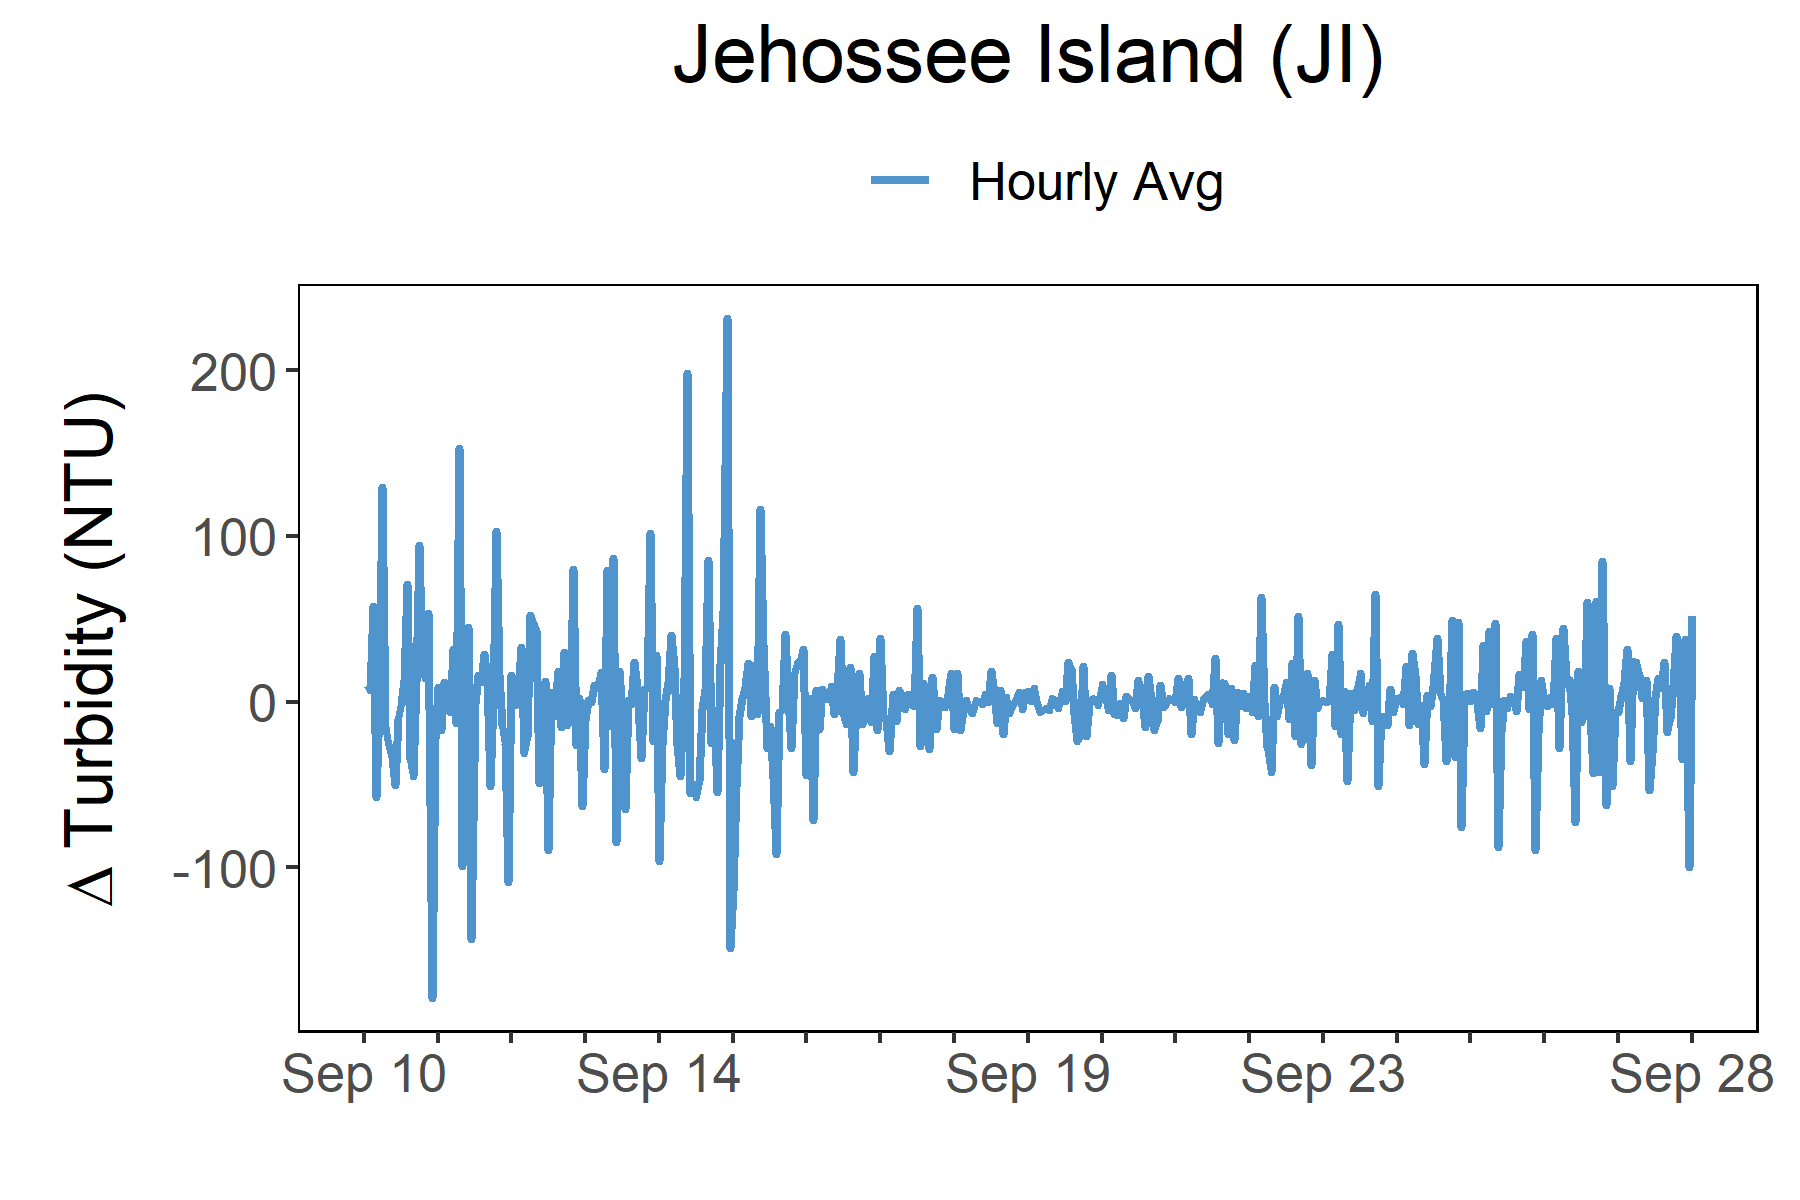 Jehossee Island (JI)
Hourly Avg
Δ Turbidity (NTU)
200
100
0
-100
Sep 10 Sep 14 Sep 19 Sep 23 Sep 28